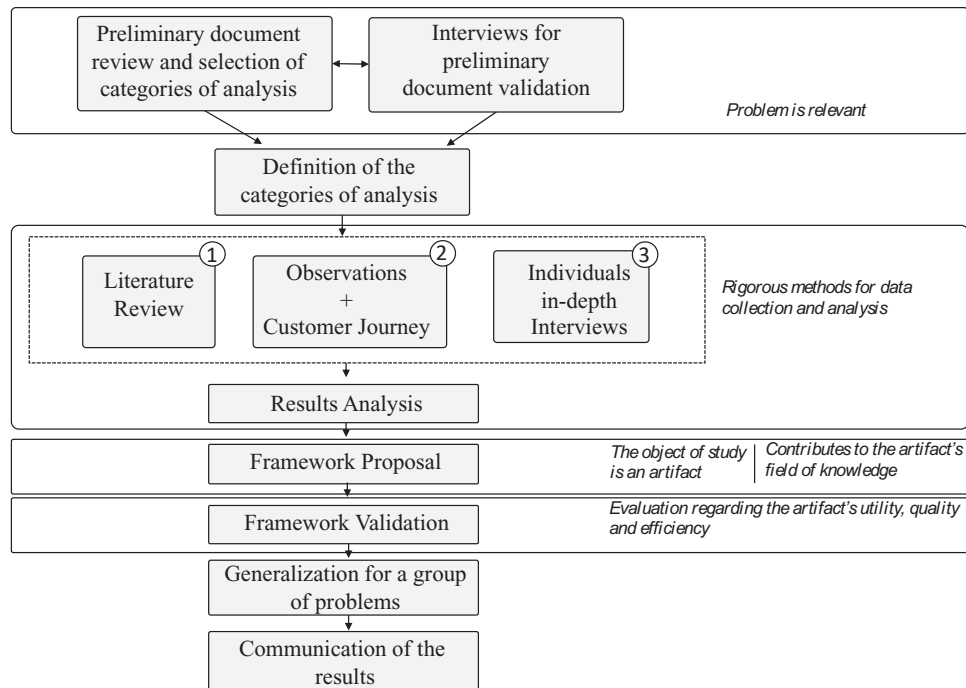 Preliminary document
review and selection of
categories of analysis
Interviews for
preliminary
document validation
Problem is relevant
Definition of the
categories of analysis
1
Literature
Review
2
Observations
+
Customer Journey
3
Individuals
in-depth
Interviews
Rigorous methods for data
collection and analysis
Results Analysis
Framework Proposal
The object of study
is an artifact
Contributes to the artifact's
field of knowledge
Framework Validation
Evaluation regarding the artifact's utility, quality
and efficiency
Generalization for a group
of problems
Communication of the
results